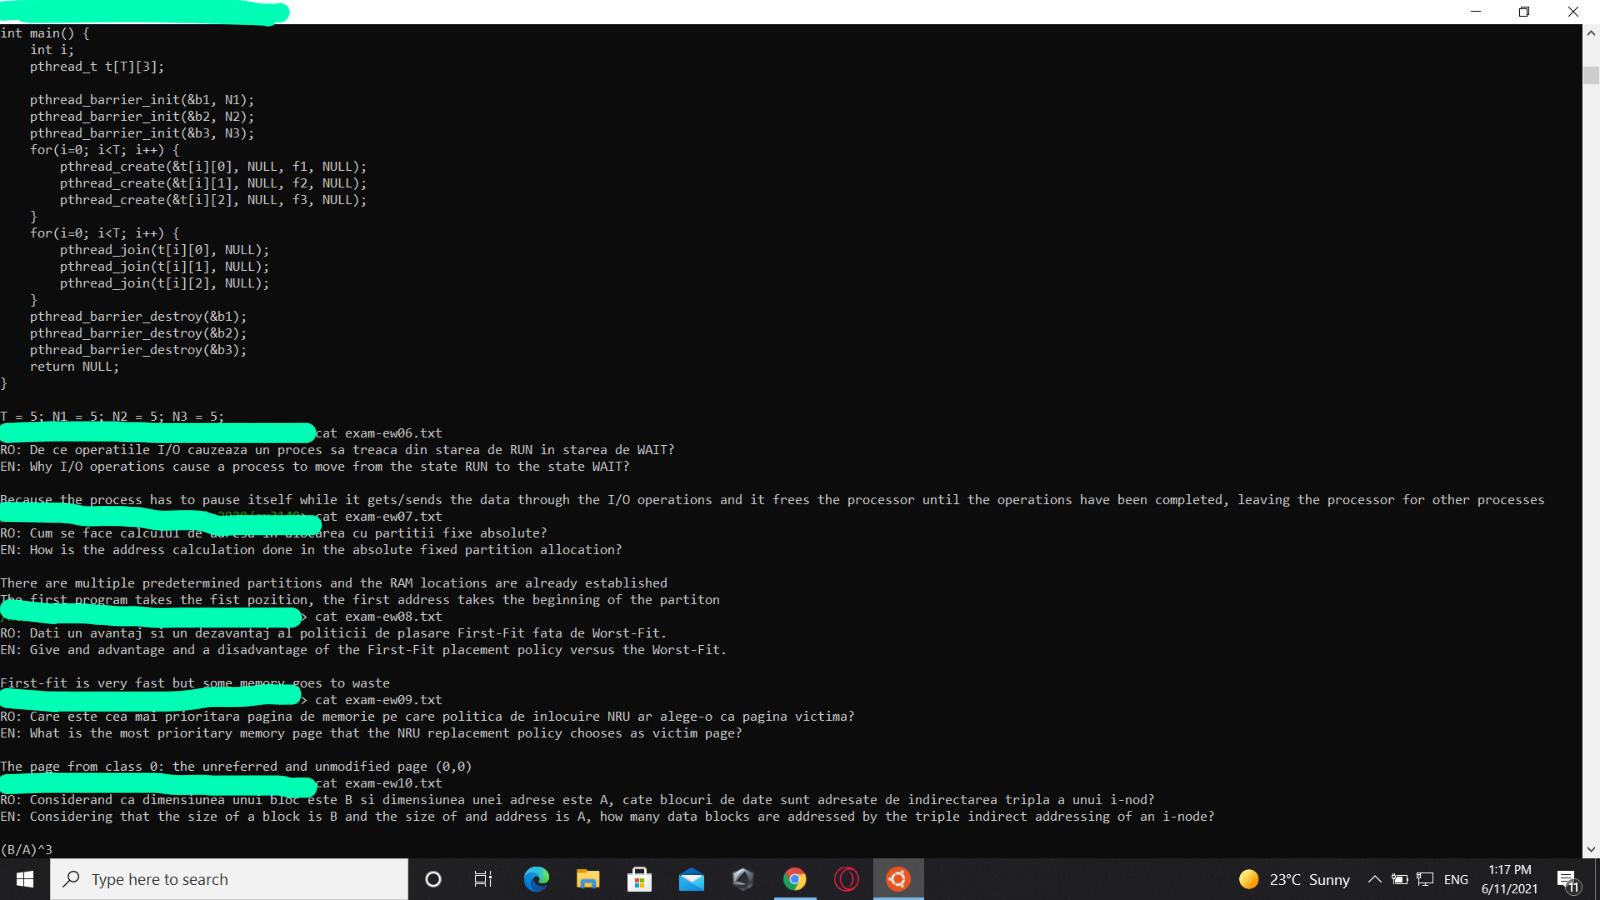 int main() {
    int i;
    pthread_t t[T][3];
    pthread_barrier_init(&b1, N1);
    pthread_barrier_init(&b2, N2);
    pthread_barrier_init(&b3, N3);
    for(i=0; i<T; i++) {
        pthread_create(&t[i][0], NULL, f1, NULL);
        pthread_create(&t[i][1], NULL, f2, NULL);
        pthread_create(&t[i][2], NULL, f3, NULL);
    }
    for(i=0; i<T; i++) {
        pthread_join(t[i][0], NULL);
        pthread_join(t[i][1], NULL);
        pthread_join(t[i][2], NULL);
    }
    pthread_barrier_destroy(&b1);
    pthread_barrier_destroy(&b2);
    pthread_barrier_destroy(&b3);
    return NULL;
}
T = 5; N1 = 5; N2 = 5; N3 = 5;
cat exam-ew06.txt
RO: De ce operatiile I/O cauzeaza un proces sa treaca din starea de RUN in starea de WAIT?
EN: Why I/O operations cause a process to move from the state RUN to the state WAIT?
Because the process has to pause itself while it gets/sends the data through the I/O operations and it frees the processor until the operations have been completed, leaving the processor for other processes
cat exam-ew07.txt
RO: Cum se face calculul de adresa in alocarea cu partitii fixe absolute?
EN: How is the address calculation done in the absolute fixed partition allocation?
There are multiple predetermined partitions and the RAM locations are already established
The first program takes the fist pozition, the first address takes the beginning of the partiton
> cat exam-ew08.txt
RO: Dati un avantaj si un dezavantaj al politicii de plasare First-Fit fata de Worst-Fit.
EN: Give and advantage and a disadvantage of the First-Fit placement policy versus the Worst-Fit.
First-fit is very fast but some memory goes to waste
> cat exam-ew09.txt
RO: Care este cea mai prioritara pagina de memorie pe care politica de inlocuire NRU ar alege-o ca pagina victima?
EN: What is the most prioritary memory page that the NRU replacement policy chooses as victim page?
The page from class 0: the unreferred and unmodified page (0,0)
cat exam-ew10.txt
RO: Considerand ca dimensiunea unui bloc este B si dimensiunea unei adrese este A, cate blocuri de date sunt adresate de indirectarea tripla a unui i-nod?
EN: Considering that the size of a block is B and the size of and address is A, how many data blocks are addressed by the triple indirect addressing of an i-node?
(B/A)^3
Type here to search
23°C Sunny
ENG
1:17 PM
6/11/2021
11